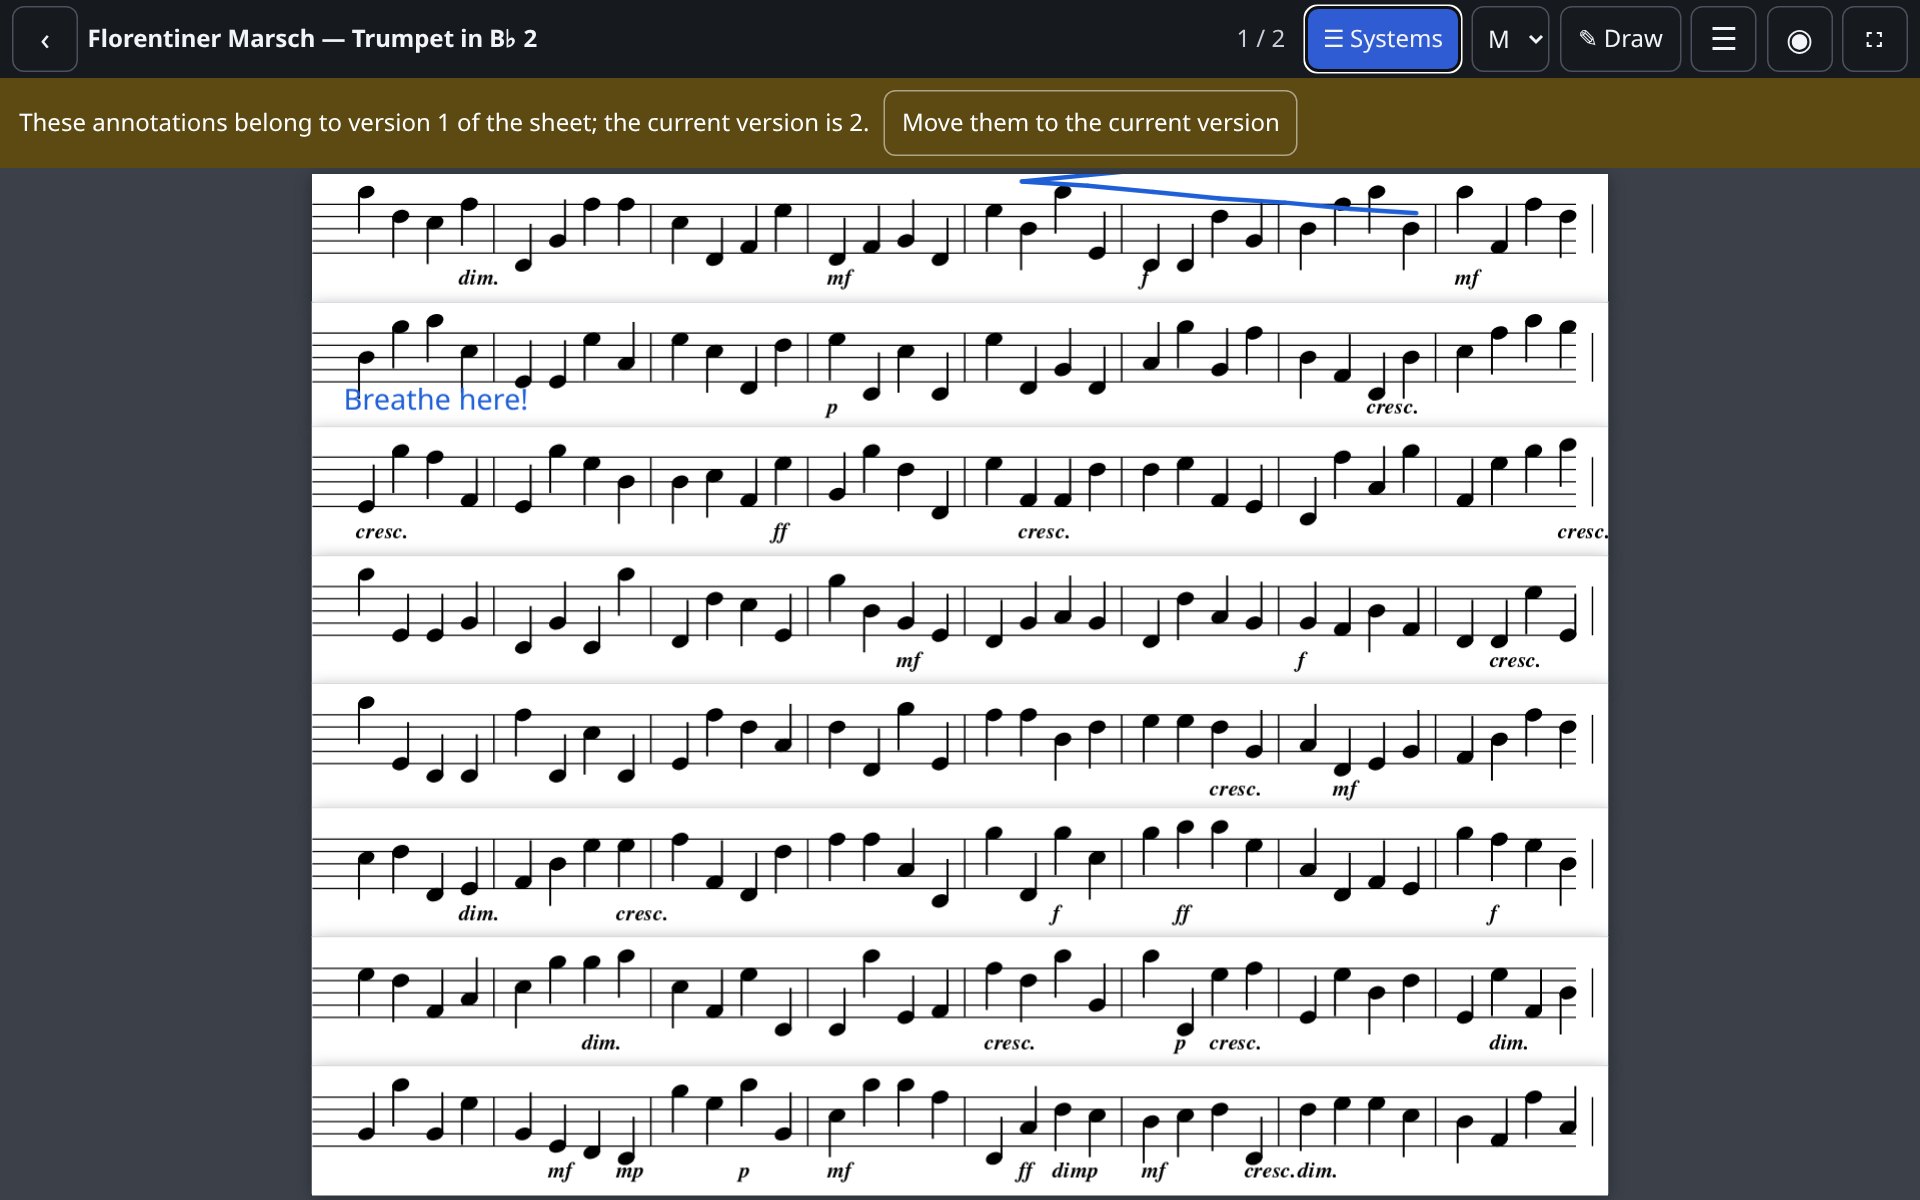 Florentiner Marsch — Trumpet in B♭ 2
1 / 2
☰ Systems
M
✎ Draw
These annotations belong to version 1 of the sheet; the current version is 2.
Move them to the current version
dim. mf f mf
Breathe here!
p cresc.
cresc. ff cresc. cresc.
mf f cresc.
cresc. mf
dim. cresc. f ff f
dim. cresc. p cresc. dim.
mf mp p mf ff dimp mf cresc. dim.